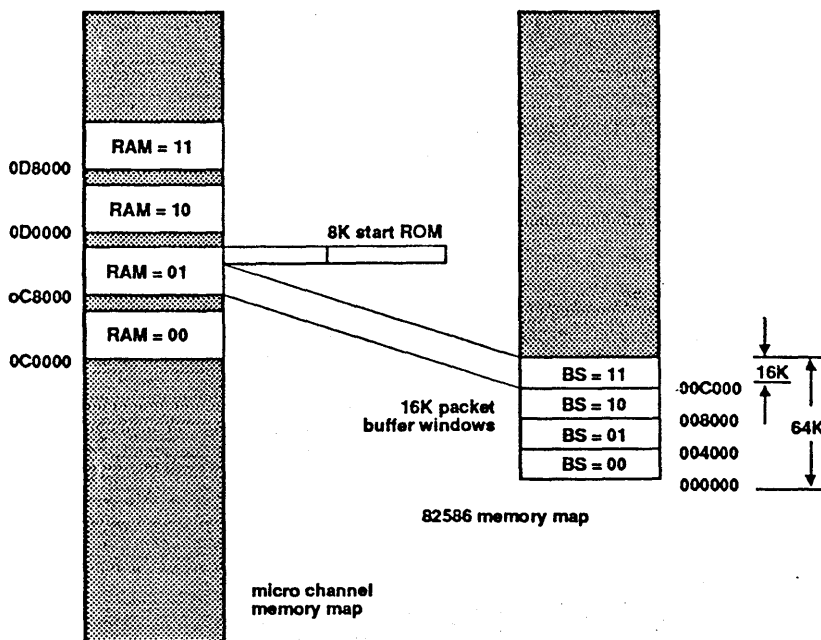 RAM = 11
0D8000
RAM = 10
0D0000
8K start ROM
RAM = 01
oC8000
RAM = 00
0C0000
16K packet
buffer windows
BS = 11
00C000
16K
BS = 10
008000
64K
BS = 01
004000
BS = 00
000000
82586 memory map
micro channel
memory map